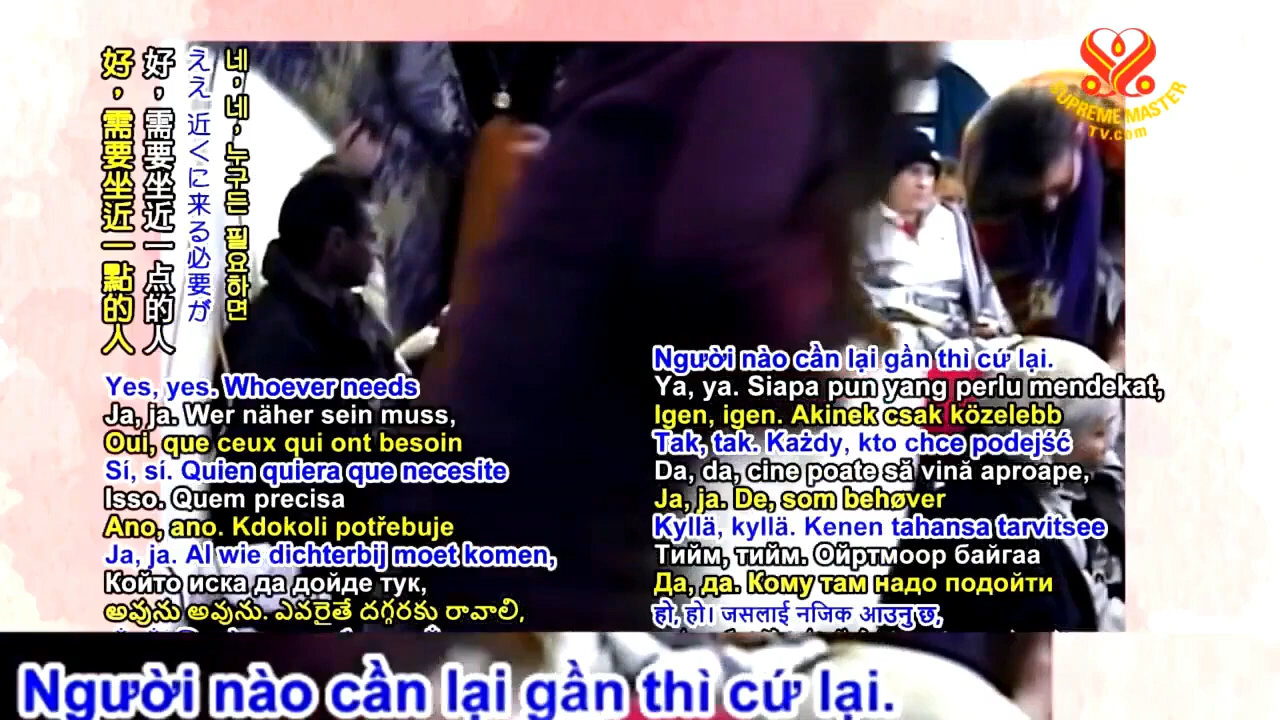 好，需要坐近一點的人
好，需要坐近一点的人
ええ 近くに来る必要が
네, 네, 누구든 필요하면
SUPREME MASTER
TV.com
Yes, yes. Whoever needs
Ja, ja. Wer näher sein muss,
Oui, que ceux qui ont besoin
Sí, sí. Quien quiera que necesite
Isso. Quem precisa
Ano, ano. Kdokoli potřebuje
Ja, ja. Al wie dichterbij moet komen,
Който иска да дойде тук,
అవును అవును. ఎవరైతే దగ్గరకు రావాలి,
Người nào cần lại gần thì cứ lại.
Ya, ya. Siapa pun yang perlu mendekat,
Igen, igen. Akinek csak közelebb
Tak, tak. Każdy, kto chce podejść
Da, da, cine poate să vină aproape,
Ja, ja. De, som behøver
Kyllä, kyllä. Kenen tahansa tarvitsee
Тийм, тийм. Ойртмоор байгаа
Да, да. Кому там надо подойти
हो, हो। जसलाई नजिक आउनु छ,
Người nào cần lại gần thì cứ lại.